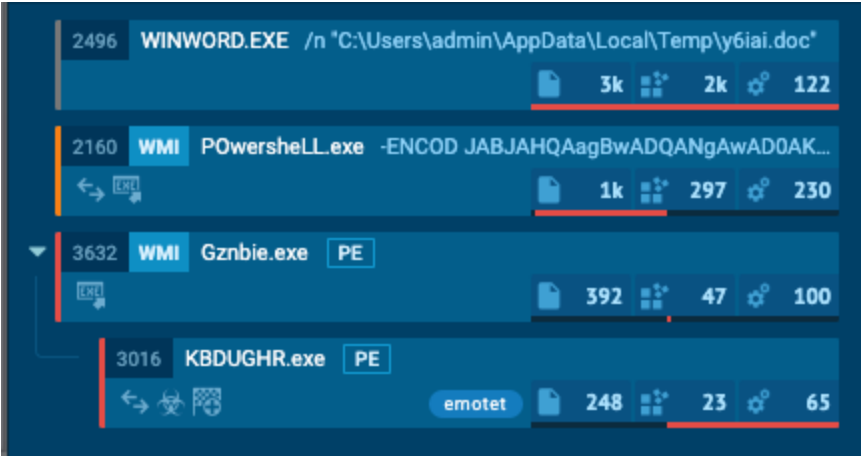 2496 WINWORD.EXE /n "C:\Users\admin\AppData\Local\Temp\y6iai.doc"
3k 2k 122
2160 WMI POwersheLL.exe -ENCOD JABJAHQAagBwADQANgAwAD0AK...
EXE 1k 297 230
3632 WMI Gznbie.exe PE
EXE 392 47 100
3016 KBDUGHR.exe PE
emotet 248 23 65